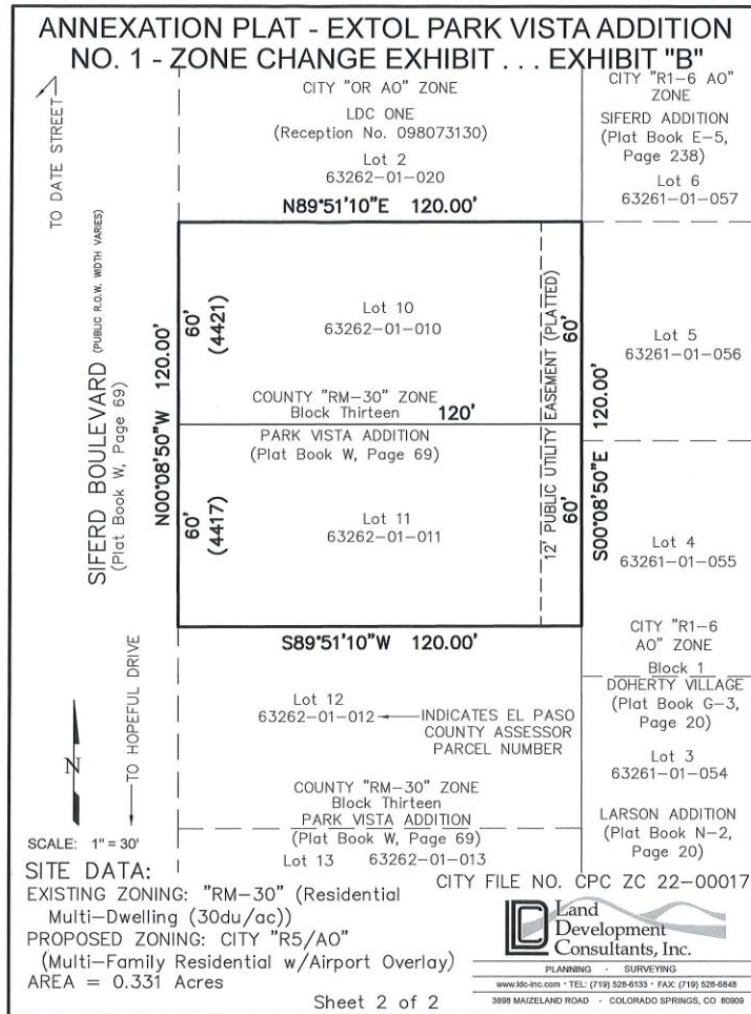 ANNEXATION PLAT - EXTOL PARK VISTA ADDITION
NO. 1 - ZONE CHANGE EXHIBIT . . . EXHIBIT "B"
TO DATE STREET
CITY "OR AO" ZONE
LDC ONE
(Reception No. 098073130)
Lot 2
63262-01-020
CITY "R1-6 AO"
ZONE
SIFERD ADDITION
(Plat Book E-5,
Page 238)
Lot 6
63261-01-057
N89°51'10"E 120.00'
SIFERD BOULEVARD (PUBLIC R.O.W. WIDTH VARIES)
(Plat Book W, Page 69)
N00°08'50"W 120.00'
60'
(4421)
Lot 10
63262-01-010
12' PUBLIC UTILITY EASEMENT (PLATTED)
60'
Lot 5
63261-01-056
COUNTY "RM-30" ZONE
Block Thirteen
120'
PARK VISTA ADDITION
(Plat Book W, Page 69)
S00°08'50"E 120.00'
60'
(4417)
Lot 11
63262-01-011
60'
Lot 4
63261-01-055
S89°51'10"W 120.00'
CITY "R1-6
AO" ZONE
Block 1
DOHERTY VILLAGE
(Plat Book G-3,
Page 20)
Lot 3
63261-01-054
LARSON ADDITION
(Plat Book N-2,
Page 20)
TO HOPEFUL DRIVE
N
Lot 12
63262-01-012
INDICATES EL PASO
COUNTY ASSESSOR
PARCEL NUMBER
COUNTY "RM-30" ZONE
Block Thirteen
PARK VISTA ADDITION
(Plat Book W, Page 69)
Lot 13 63262-01-013
SCALE: 1" = 30'
SITE DATA:
EXISTING ZONING: "RM-30" (Residential
Multi-Dwelling (30du/ac))
PROPOSED ZONING: CITY "R5/AO"
(Multi-Family Residential w/Airport Overlay)
AREA = 0.331 Acres
Sheet 2 of 2
CITY FILE NO. CPC ZC 22-00017
LDC
Land
Development
Consultants, Inc.
PLANNING · SURVEYING
www.ldc-inc.com · TEL: (719) 528-6133 · FAX: (719) 528-6848
3898 MAIZELAND ROAD · COLORADO SPRINGS, CO 80909